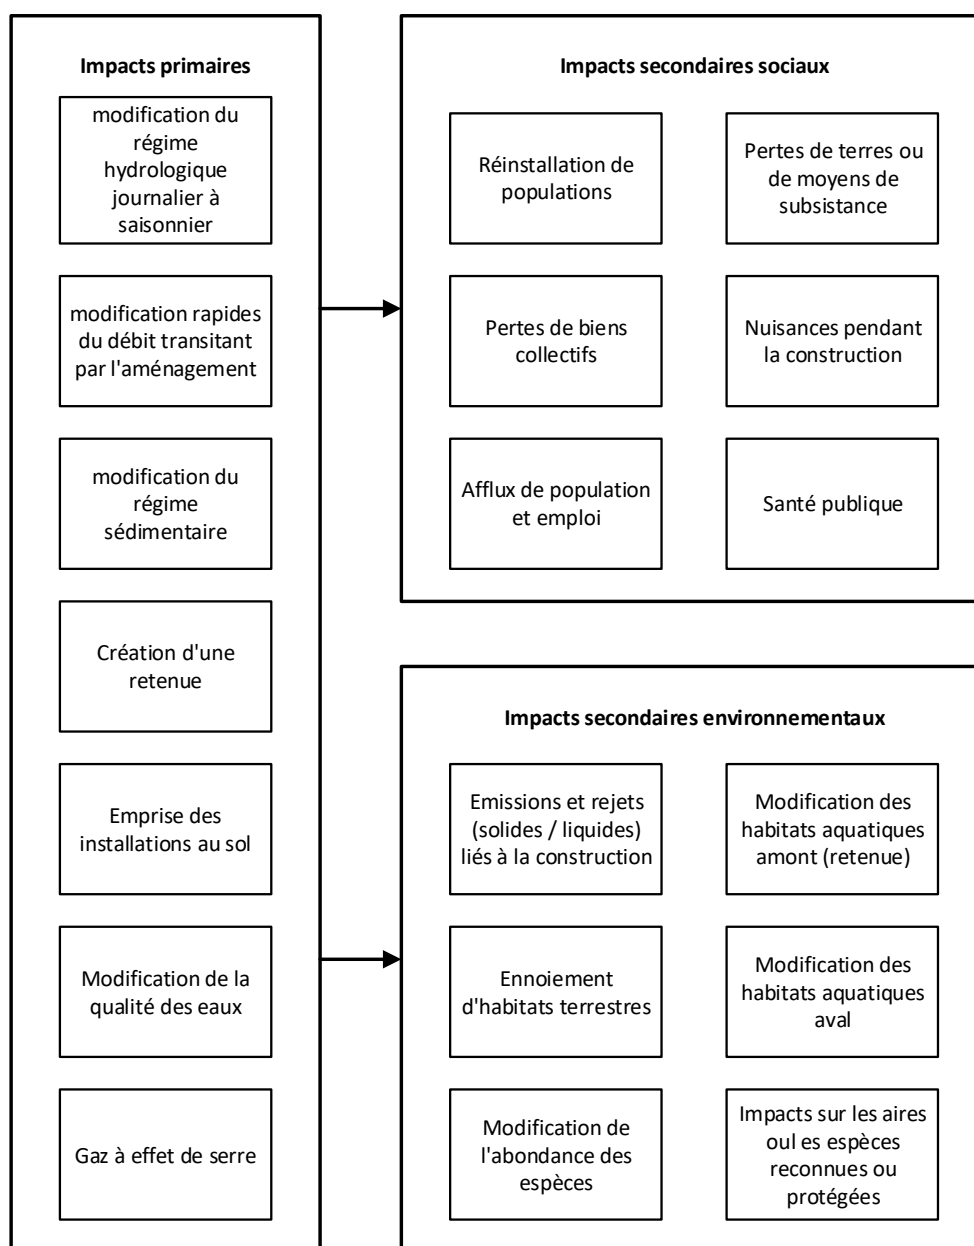 Impacts primaires
modification du
régime
hydrologique
journalier à
saisonnier
modification rapides
du débit transitant
par l'aménagement
modification du
régime
sédimentaire
Création d'une
retenue
Emprise des
installations au sol
Modification de la
qualité des eaux
Gaz à effet de serre
Impacts secondaires sociaux
Réinstallation de
populations
Pertes de terres ou
de moyens de
subsistance
Pertes de biens
collectifs
Nuisances pendant
la construction
Afflux de population
et emploi
Santé publique
Impacts secondaires environnementaux
Emissions et rejets
(solides / liquides)
liés à la construction
Modification des
habitats aquatiques
amont (retenue)
Ennoiement
d'habitats terrestres
Modification des
habitats aquatiques
aval
Modification de
l'abondance des
espèces
Impacts sur les aires
oul es espèces
reconnues ou
protégées